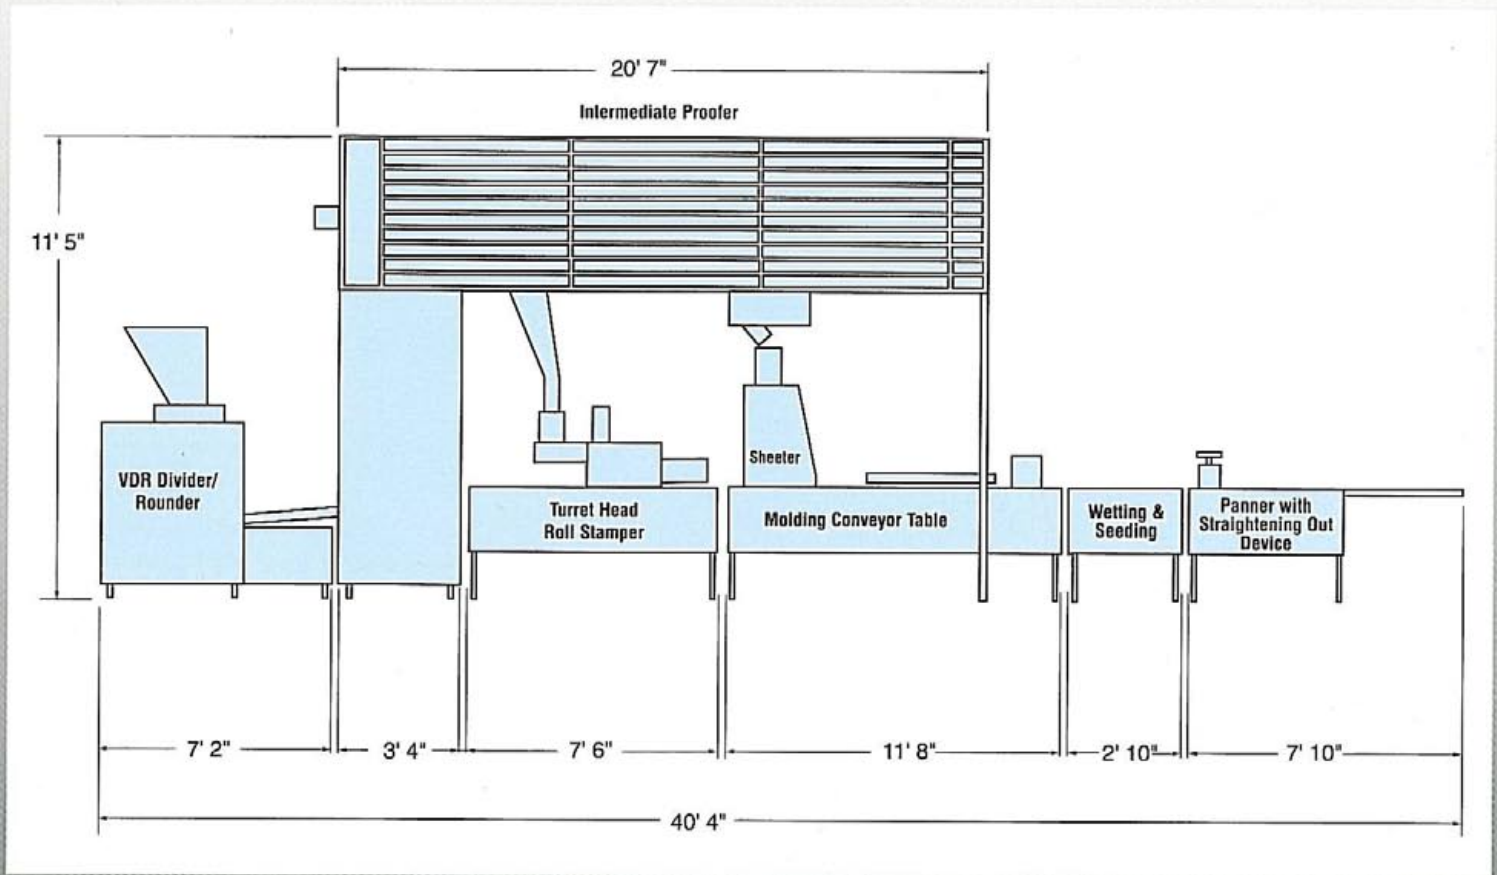 20' 7"
Intermediate Proofer
11' 5"
VDR Divider/
Rounder
Sheeter
Turret Head
Roll Stamper
Molding Conveyor Table
Wetting &
Seeding
Panner with
Straightening Out
Device
7' 2"
3' 4"
7' 6"
11' 8"
2' 10"
7' 10"
40' 4"